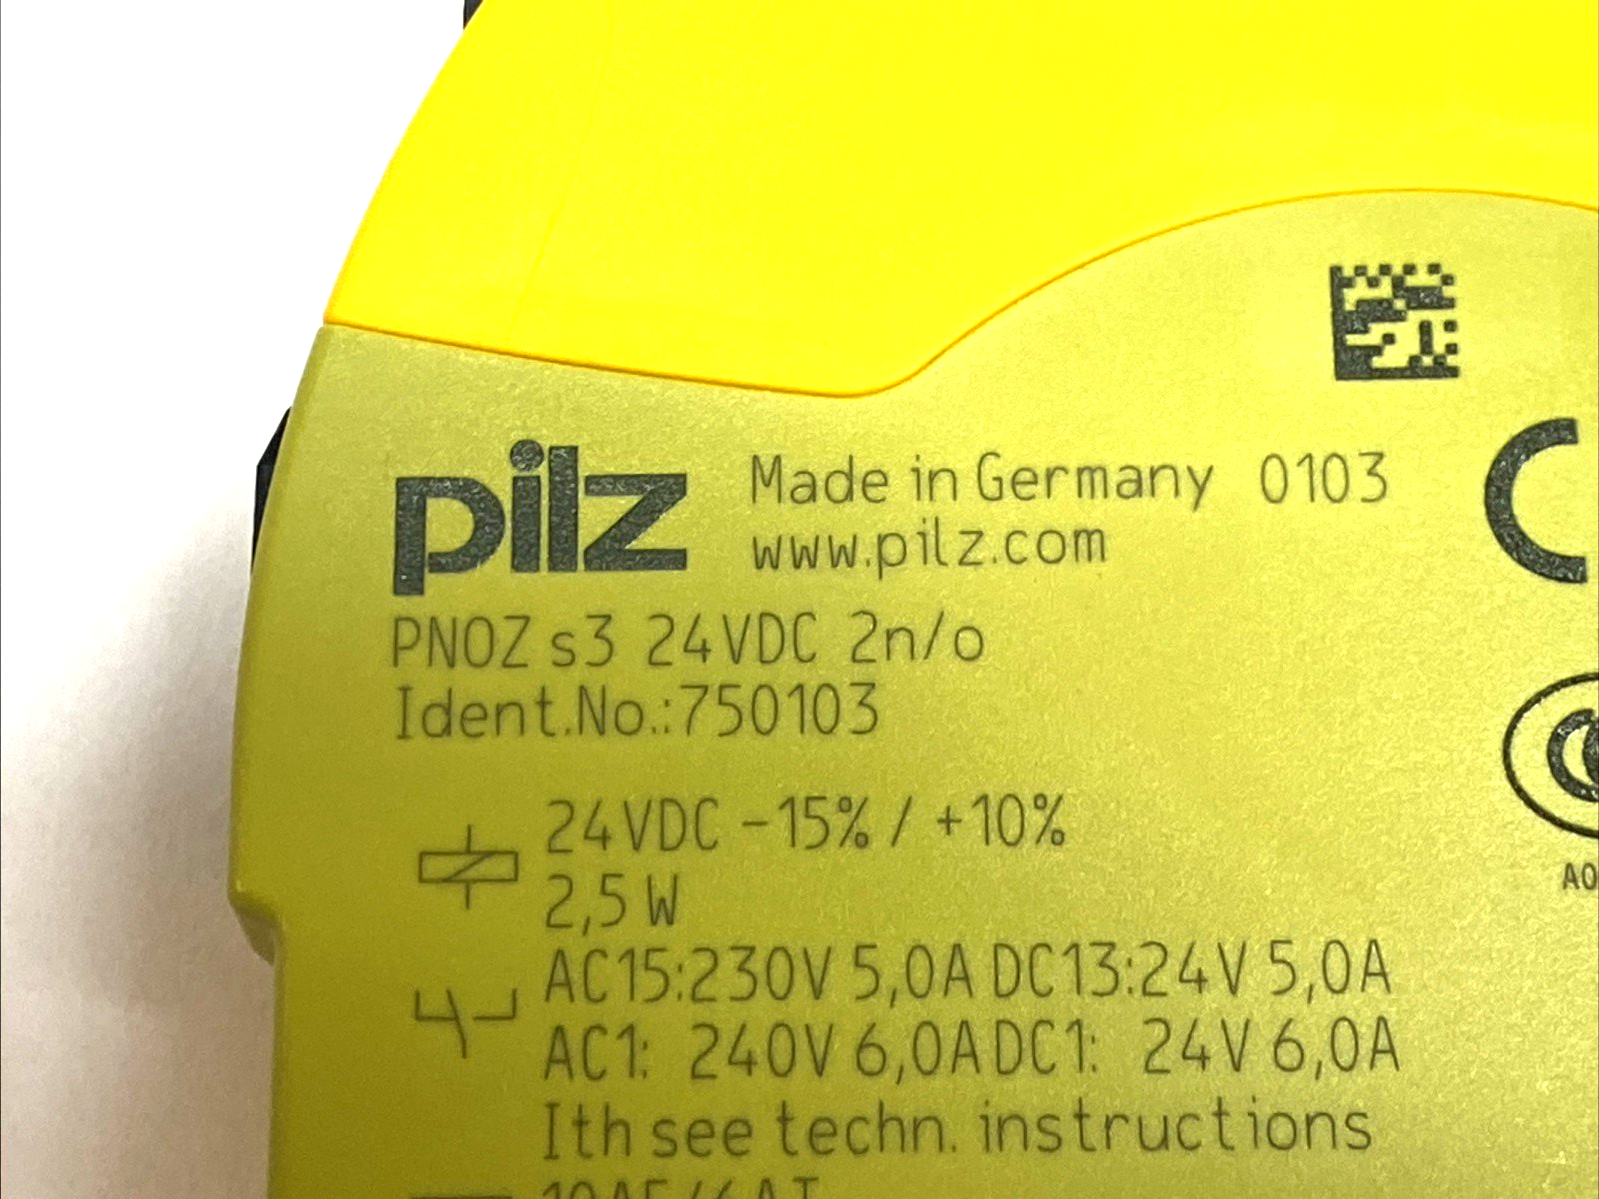 pilz
Made in Germany 0103
www.pilz.com
PNOZ s3 24VDC 2n/o
Ident.No.:750103
24VDC -15% / +10%
2,5 W
AC15:230V 5,0A DC13:24V 5,0A
AC1: 240V 6,0A DC1: 24V 6,0A
Ith see techn. instructions